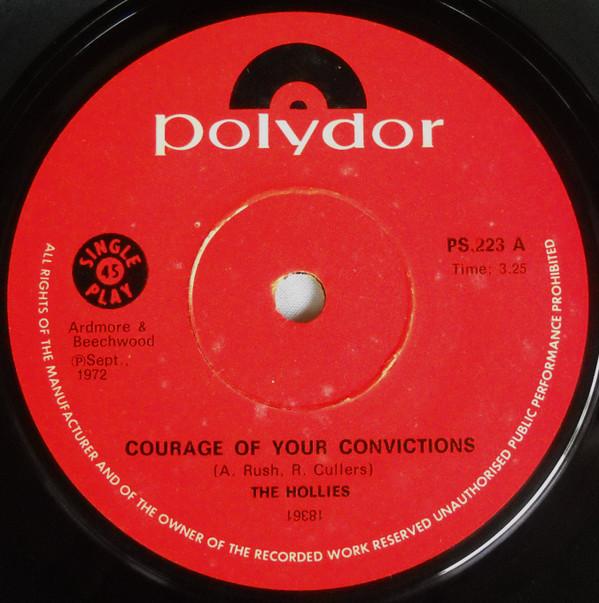 polydor
SINGLE
45
PLAY
PS.223 A
Time; 3.25
Ardmore &
Beechwood
ⓅSept.,
1972
COURAGE OF YOUR CONVICTIONS
(A. Rush, R. Cullers)
THE HOLLIES
18361
ALL RIGHTS OF THE MANUFACTURER AND OF THE OWNER OF THE RECORDED WORK RESERVED UNAUTHORISED PUBLIC PERFORMANCE PROHIBITED